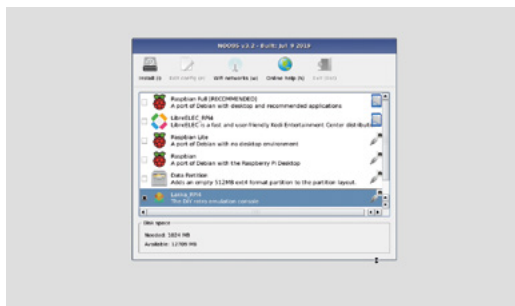 NOOBS v3.2 - Built: Jul 9 2019
Install (i)
Edit config (e)
Wifi networks (w)
Online help (h)
Exit (Esc)
Raspbian Full [RECOMMENDED]
A port of Debian with desktop and recommended applications
LibreELEC_RPi4
LibreELEC is a fast and user-friendly Kodi Entertainment Center distribut
Raspbian Lite
A port of Debian with no desktop environment
Raspbian
A port of Debian with the Raspberry Pi Desktop
Data Partition
Adds an empty 512MB ext4 format partition to the partition layout.
Lakka_RPi4
The DIY retro emulation console
Disk space
Needed: 1024 MB